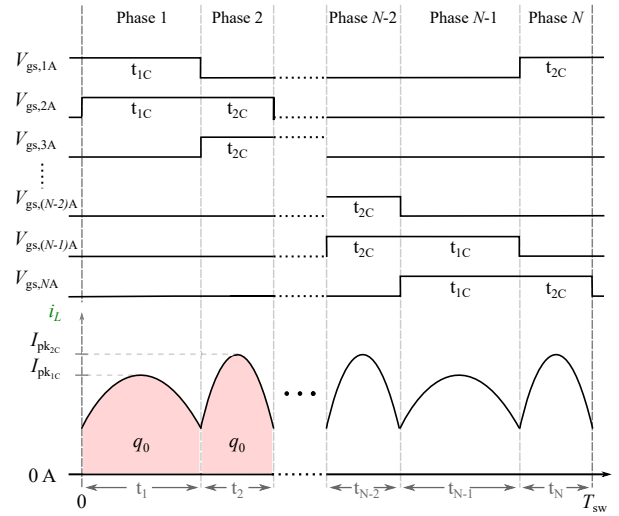 Phase 1 Phase 2 Phase N-2 Phase N-1 Phase N
Vgs,1A t1C t2C
Vgs,2A t1C t2C
Vgs,3A t2C
Vgs,(N-2)A t2C
Vgs,(N-1)A t2C t1C
Vgs,NA t1C t2C
iL
Ipk2C
Ipk1C
q0 q0
0 A
t1 t2 tN-2 tN-1 tN
0 Tsw